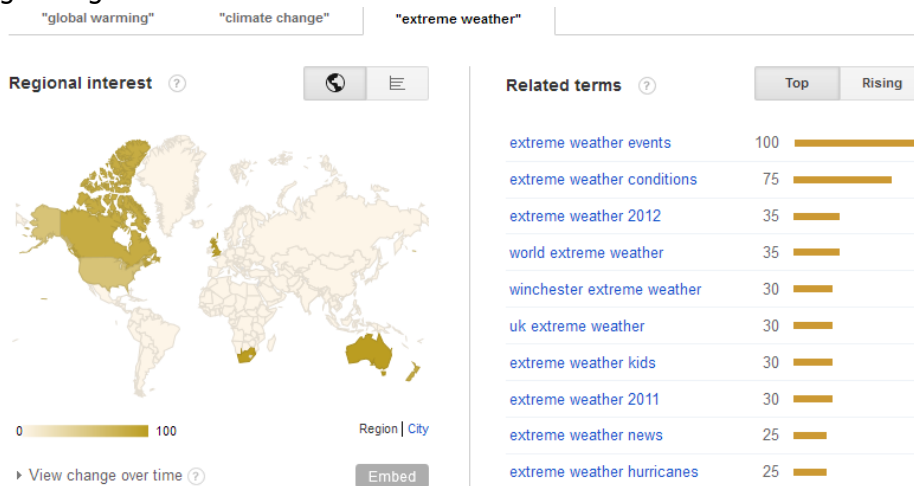 "global warming" "climate change" "extreme weather"
Regional interest ?
Related terms ?
Top Rising
extreme weather events 100
extreme weather conditions 75
extreme weather 2012 35
world extreme weather 35
winchester extreme weather 30
uk extreme weather 30
extreme weather kids 30
extreme weather 2011 30
extreme weather news 25
extreme weather hurricanes 25
0 100
Region | City
View change over time ?
Embed